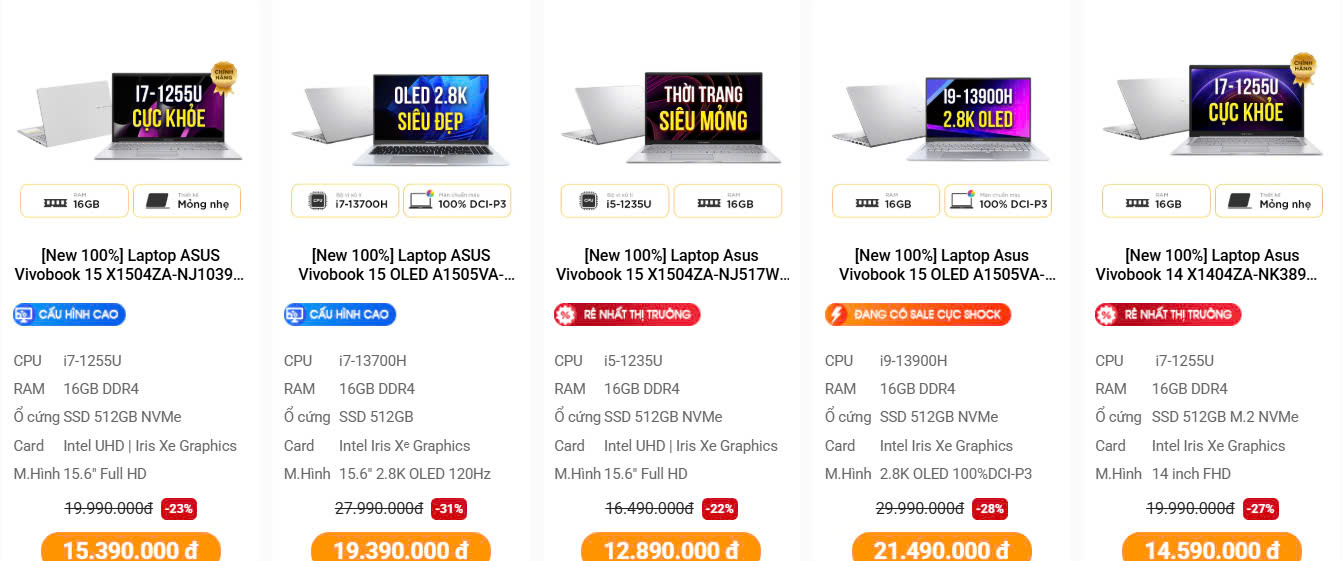 CHÍNH HÃNG
I7-1255U
CỰC KHỎE
RAM
16GB
Thiết kế
Mỏng nhẹ
[New 100%] Laptop ASUS
Vivobook 15 X1504ZA-NJ1039...
CẤU HÌNH CAO
CPU i7-1255U
RAM 16GB DDR4
Ổ cứng SSD 512GB NVMe
Card Intel UHD | Iris Xe Graphics
M.Hình 15.6" Full HD
19.990.000đ -23%
15.390.000 đ
OLED 2.8K
SIÊU ĐẸP
Bộ vi xử lí
CPU
i7-13700H
Màn chuẩn màu
100% DCI-P3
[New 100%] Laptop ASUS
Vivobook 15 OLED A1505VA-...
CẤU HÌNH CAO
CPU i7-13700H
RAM 16GB DDR4
Ổ cứng SSD 512GB
Card Intel Iris Xᵉ Graphics
M.Hình 15.6" 2.8K OLED 120Hz
27.990.000đ -31%
19.390.000 đ
THỜI TRANG
SIÊU MỎNG
Bộ vi xử lí
CPU
i5-1235U
RAM
16GB
[New 100%] Laptop Asus
Vivobook 15 X1504ZA-NJ517W...
RẺ NHẤT THỊ TRƯỜNG
CPU i5-1235U
RAM 16GB DDR4
Ổ cứng SSD 512GB NVMe
Card Intel UHD | Iris Xe Graphics
M.Hình 15.6" Full HD
16.490.000đ -22%
12.890.000 đ
I9-13900H
2.8K OLED
RAM
16GB
Màn chuẩn màu
100% DCI-P3
[New 100%] Laptop Asus
Vivobook 15 OLED A1505VA-...
ĐANG CÓ SALE CỰC SHOCK
CPU i9-13900H
RAM 16GB DDR4
Ổ cứng SSD 512GB NVMe
Card Intel Iris Xe Graphics
M.Hình 2.8K OLED 100%DCI-P3
29.990.000đ -28%
21.490.000 đ
CHÍNH HÃNG
I7-1255U
CỰC KHỎE
RAM
16GB
Thiết kế
Mỏng nhẹ
[New 100%] Laptop Asus
Vivobook 14 X1404ZA-NK389...
RẺ NHẤT THỊ TRƯỜNG
CPU i7-1255U
RAM 16GB DDR4
Ổ cứng SSD 512GB M.2 NVMe
Card Intel Iris Xe Graphics
M.Hình 14 inch FHD
19.990.000đ -27%
14.590.000 đ